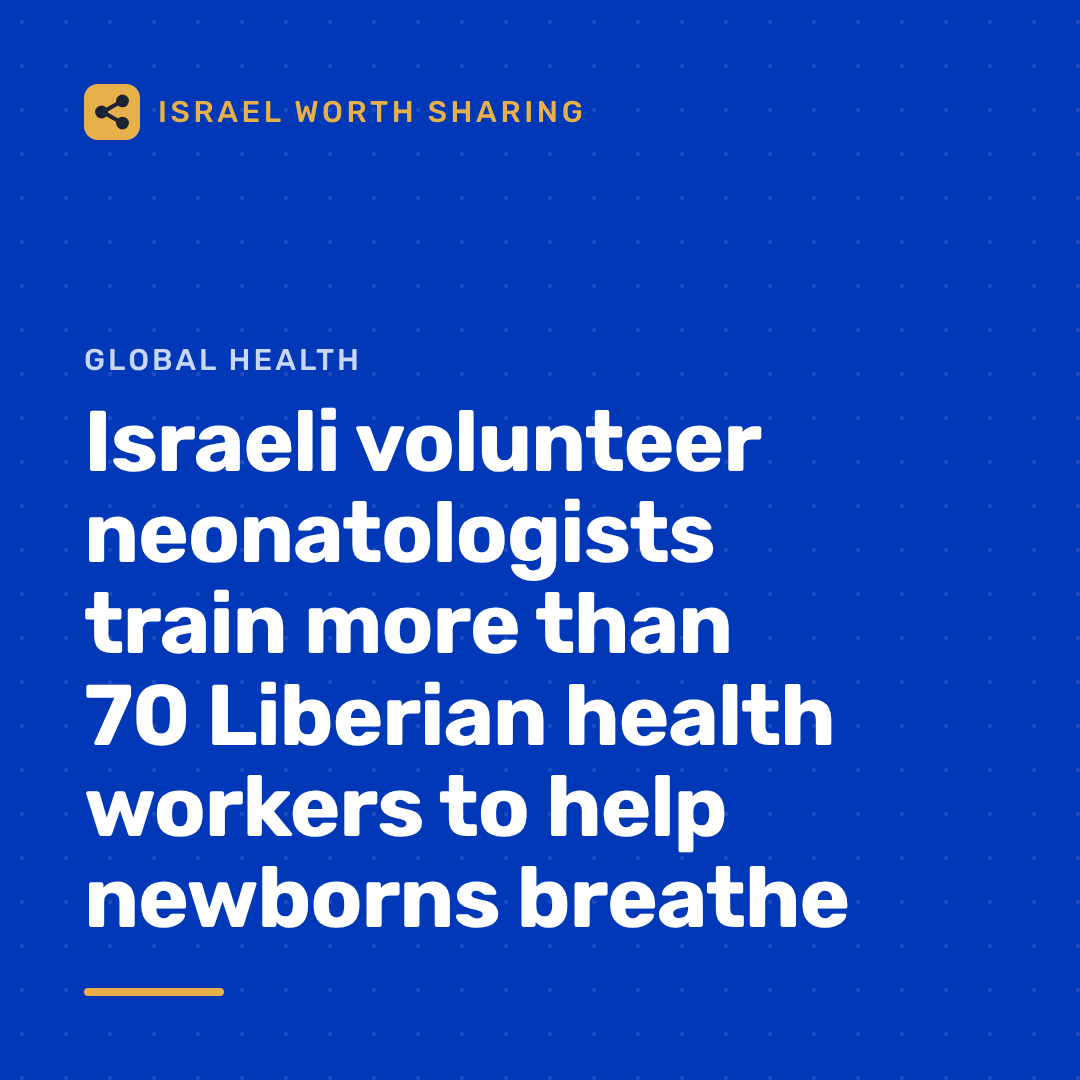 ISRAEL WORTH SHARING
GLOBAL HEALTH
Israeli volunteer
neonatologists
train more than
70 Liberian health
workers to help
newborns breathe